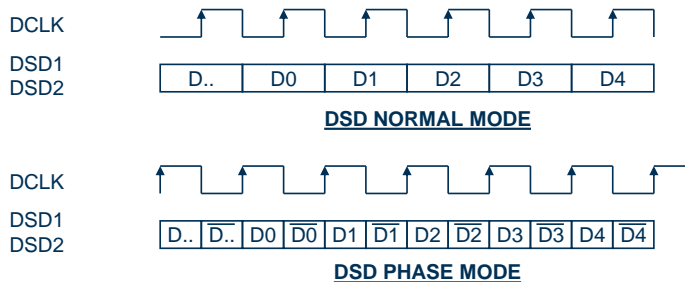 DCLK
DSD1
DSD2
D.. D0 D1 D2 D3 D4
DSD NORMAL MODE
DCLK
DSD1
DSD2
D.. D̅.̅.̅ D0 D̅0̅ D1 D̅1̅ D2 D̅2̅ D3 D̅3̅ D4 D̅4̅
DSD PHASE MODE